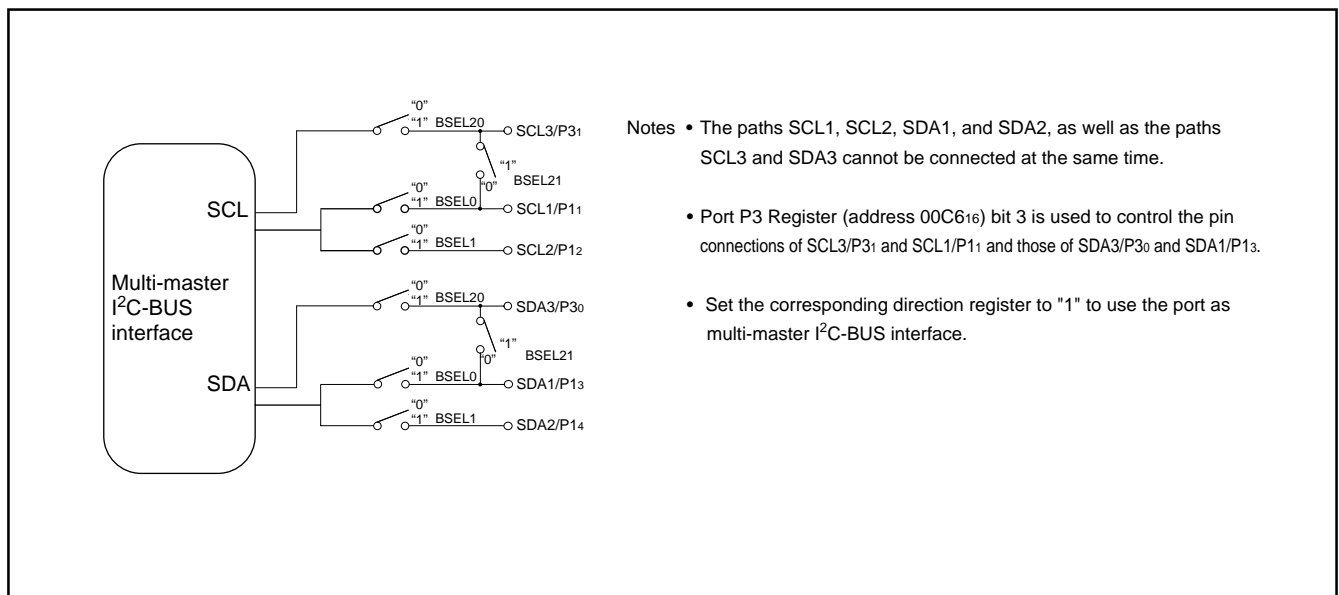 Multi-master
I²C-BUS
interface
SCL
SDA
“0”
“1” BSEL20 SCL3/P3₁
“1”
“0” BSEL21
“0”
“1” BSEL0 SCL1/P1₁
“0”
“1” BSEL1 SCL2/P1₂
“0”
“1” BSEL20 SDA3/P3₀
“1”
“0” BSEL21
“0”
“1” BSEL0 SDA1/P1₃
“0”
“1” BSEL1 SDA2/P1₄
Notes • The paths SCL1, SCL2, SDA1, and SDA2, as well as the paths
SCL3 and SDA3 cannot be connected at the same time.
• Port P3 Register (address 00C6₁₆) bit 3 is used to control the pin
connections of SCL3/P3₁ and SCL1/P1₁ and those of SDA3/P3₀ and SDA1/P1₃.
• Set the corresponding direction register to "1" to use the port as
multi-master I²C-BUS interface.